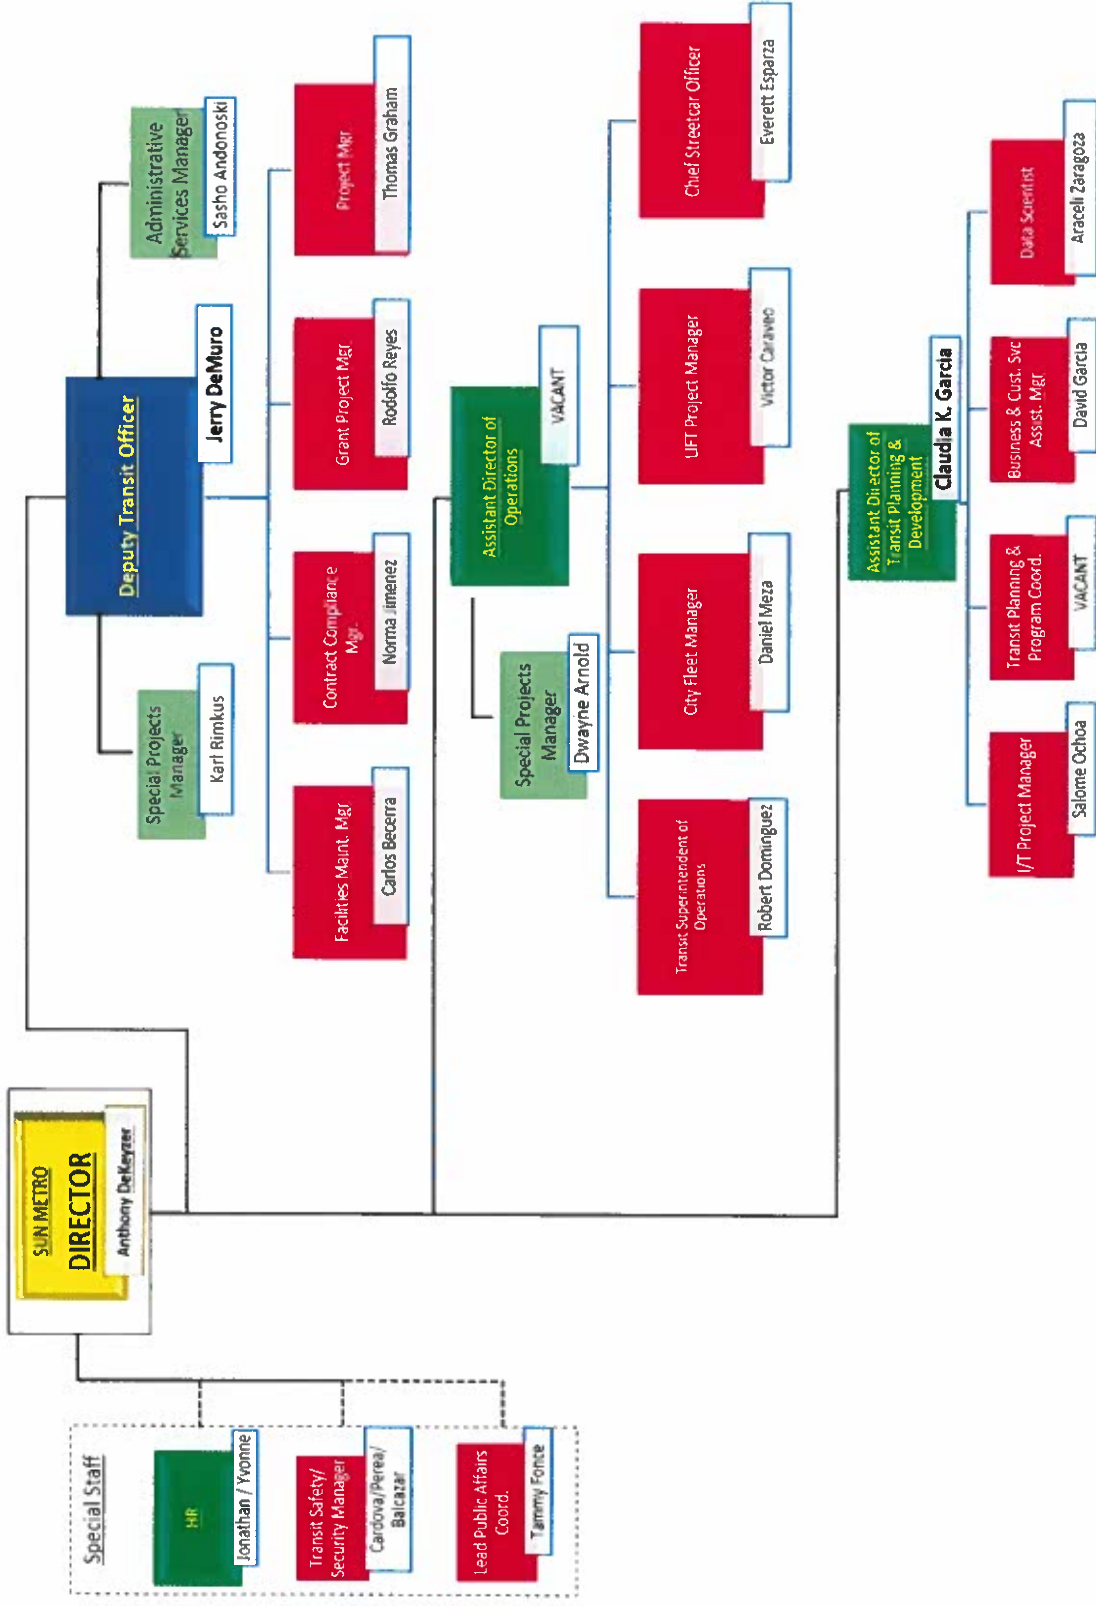 SUN METRO
DIRECTOR
Anthony DeKeyzer
Special Staff
HR
Jonathan / Yvonne
Transit Safety/
Security Manager
Cardova/Perea/
Balcazar
Lead Public Affairs
Coord.
Tammy Fonce
Deputy Transit Officer
Jerry DeMuro
Special Projects
Manager
Karl Rimkus
Administrative
Services Manager
Sasho Andonoski
Facilities Maint. Mgr
Carlos Becerra
Contract Compliance
Mgr.
Norma Jimenez
Grant Project Mgr
Rodolfo Reyes
Project Mgr
Thomas Graham
Assistant Director of
Operations
VACANT
Special Projects
Manager
Dwayne Arnold
Transit Superintendent of
Operations
Robert Dominguez
City Fleet Manager
Daniel Meza
LIFT Project Manager
Victor Caraveo
Chief Streetcar Officer
Everett Esparza
Assistant Director of
Transit Planning &
Development
Claudia K. Garcia
I/T Project Manager
Salome Ochoa
Transit Planning &
Program Coord.
VACANT
Business & Cust. Svc
Assist. Mgr
David Garcia
Data Scientist
Araceli Zaragoza